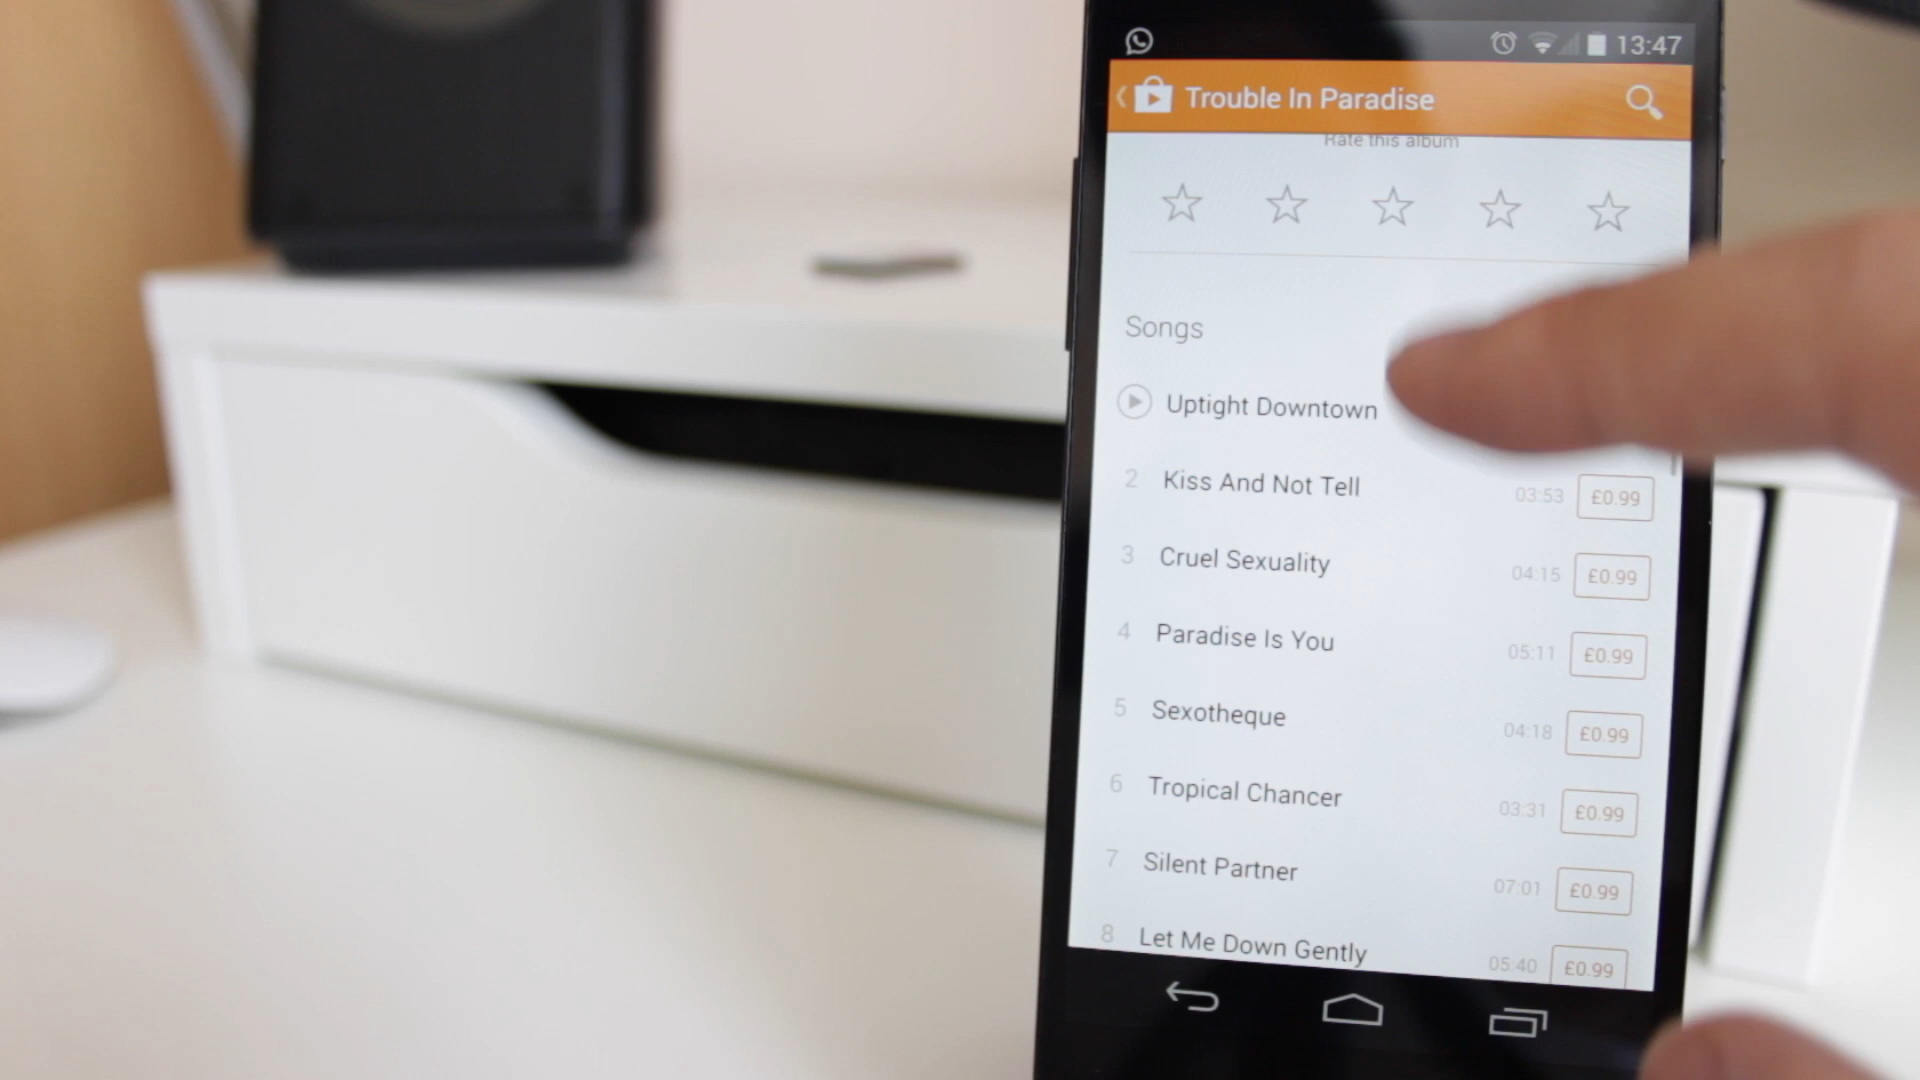 13:47
Trouble In Paradise
Rate this album
Songs
Uptight Downtown
2 Kiss And Not Tell 03:53 £0.99
3 Cruel Sexuality 04:15 £0.99
4 Paradise Is You 05:11 £0.99
5 Sexotheque 04:18 £0.99
6 Tropical Chancer 03:31 £0.99
7 Silent Partner 07:01 £0.99
8 Let Me Down Gently 05:40 £0.99